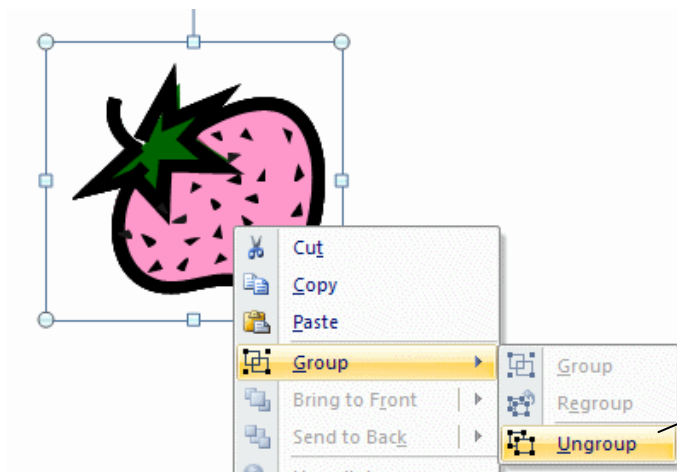 Cut
Copy
Paste
Group
Bring to Front
Send to Back
Group
Regroup
Ungroup